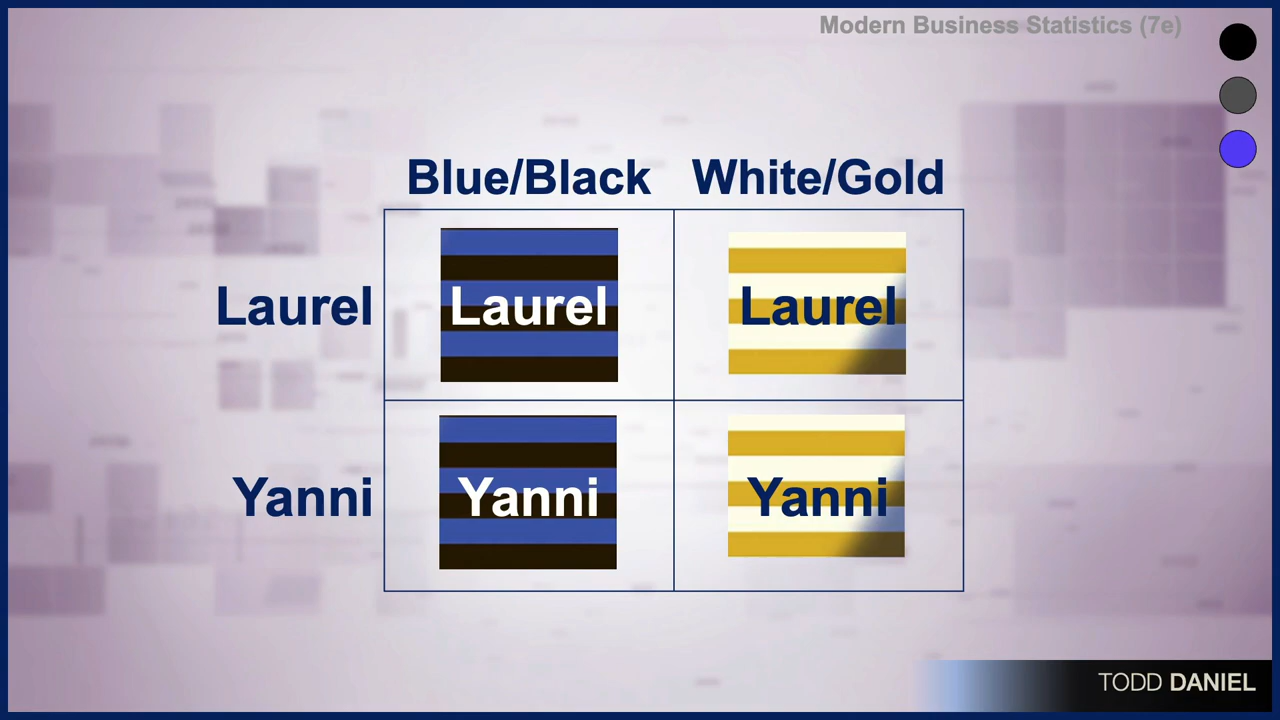 Modern Business Statistics (7e)
Blue/Black White/Gold
Laurel Laurel Laurel
Yanni Yanni Yanni
TODD DANIEL